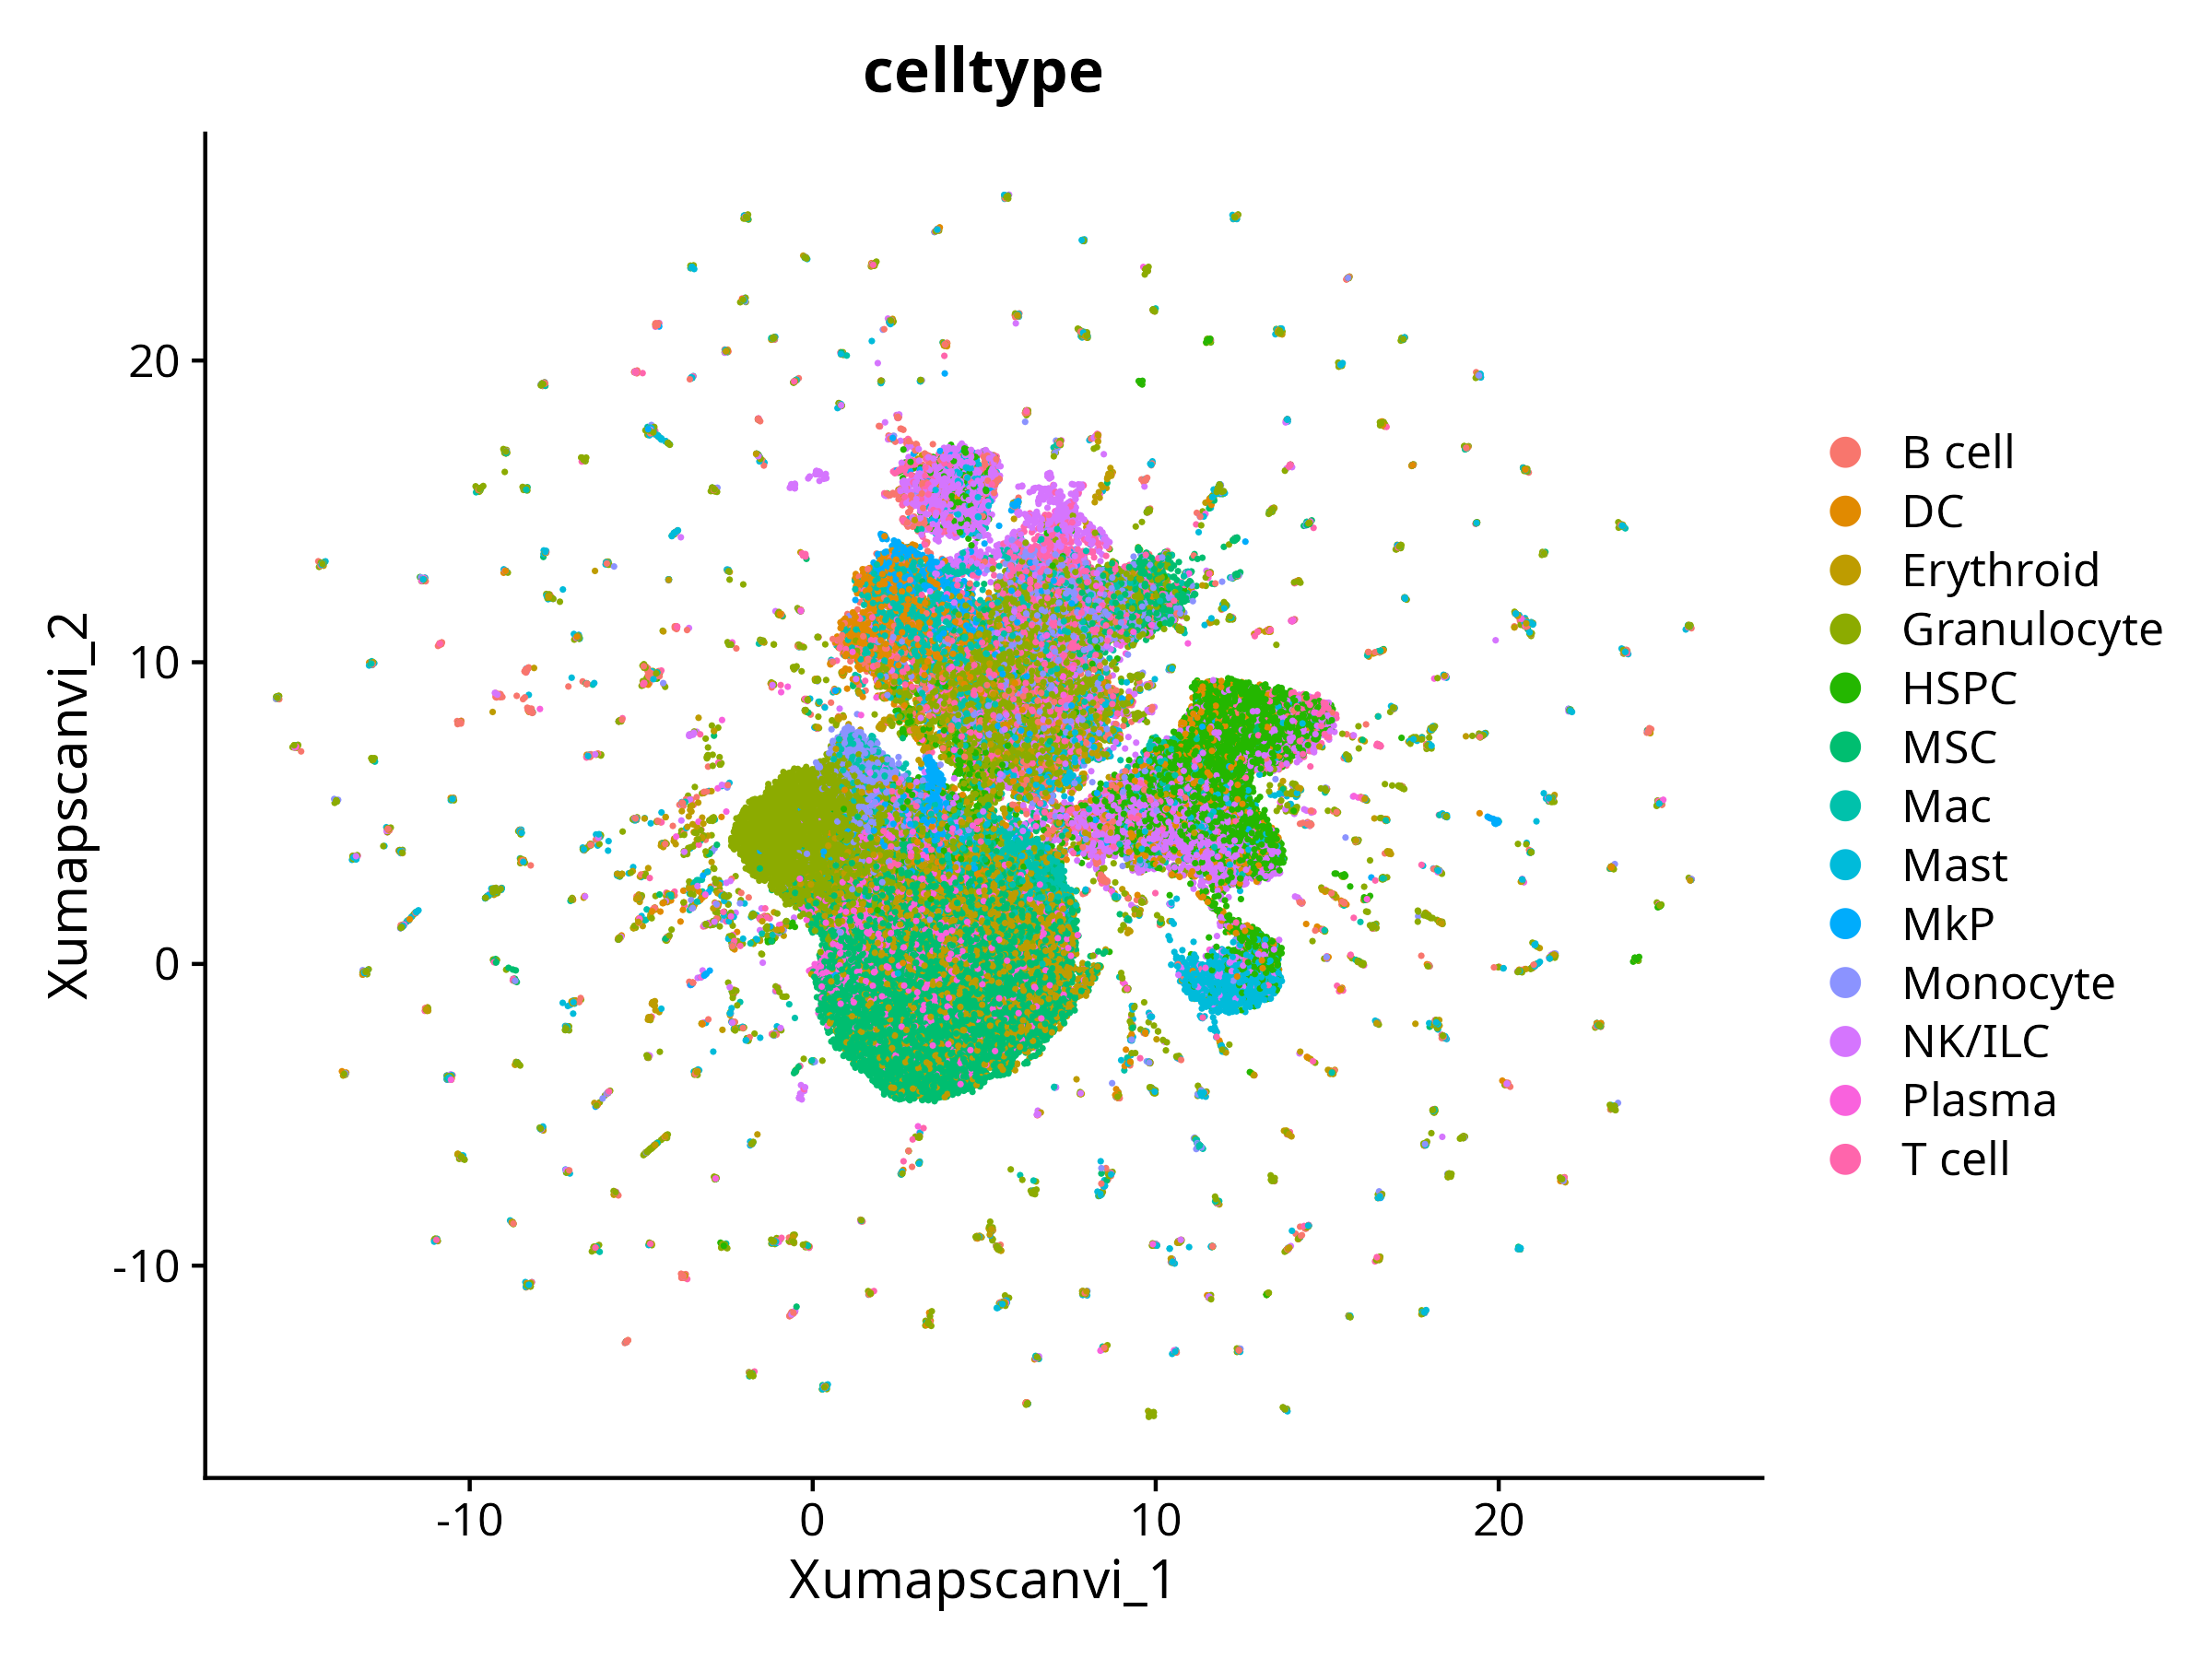 celltype
Xumapscanvi_2
20
10
0
-10
-10
0
10
20
Xumapscanvi_1
B cell
DC
Erythroid
Granulocyte
HSPC
MSC
Mac
Mast
MkP
Monocyte
NK/ILC
Plasma
T cell